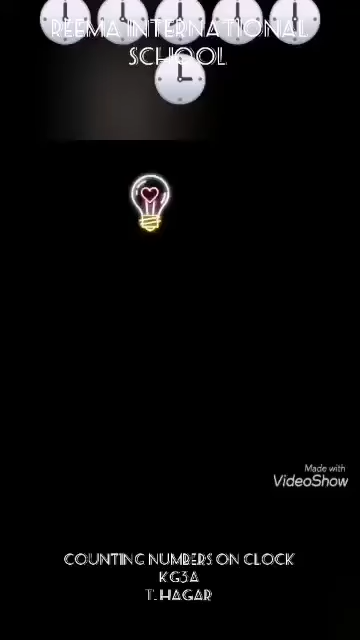 REEMA INTERNATIONAL
SCHOOL
Made with
VideoShow
COUNTING NUMBERS ON CLOCK
KG3A
T. HAGAR